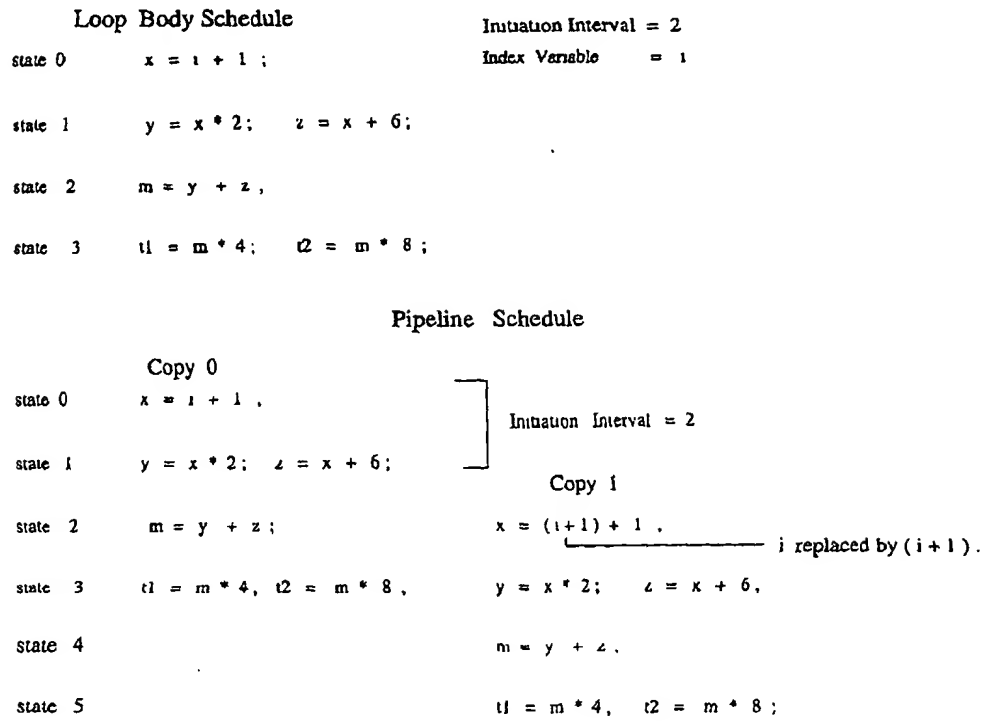 Loop Body Schedule    Initiation Interval = 2
state 0    x = i + 1 ;    Index Variable = i
state 1    y = x * 2;    z = x + 6;
state 2    m = y + z ,
state 3    t1 = m * 4;    t2 = m * 8 ;
Pipeline Schedule
Copy 0
state 0    x = i + 1 ,
Initiation Interval = 2
state 1    y = x * 2;    z = x + 6;
Copy 1
state 2    m = y + z ;    x = (i+1) + 1 ,
i replaced by ( i + 1 ) .
state 3    t1 = m * 4, t2 = m * 8 ,    y = x * 2;    z = x + 6,
state 4    m = y + z .
state 5    t1 = m * 4,    t2 = m * 8 ;